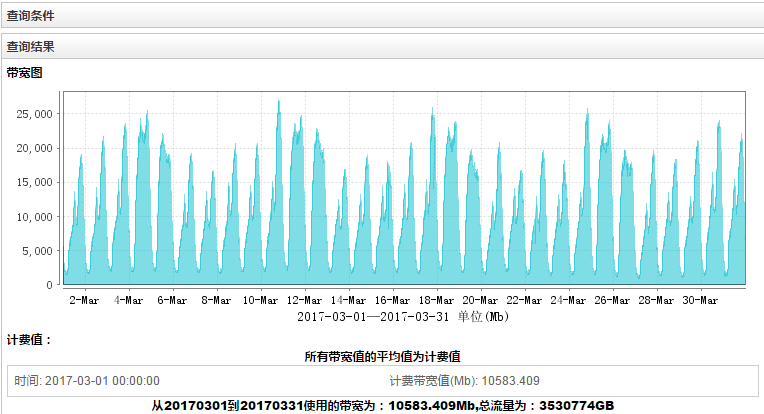 查询条件
查询结果
带宽图
25,000
20,000
15,000
10,000
5,000
0
2-Mar 4-Mar 6-Mar 8-Mar 10-Mar 12-Mar 14-Mar 16-Mar 18-Mar 20-Mar 22-Mar 24-Mar 26-Mar 28-Mar 30-Mar
2017-03-01——2017-03-31 单位(Mb)
计费值：
所有带宽值的平均值为计费值
时间: 2017-03-01 00:00:00 计费带宽值(Mb): 10583.409
从20170301到20170331使用的带宽为：10583.409Mb,总流量为：3530774GB